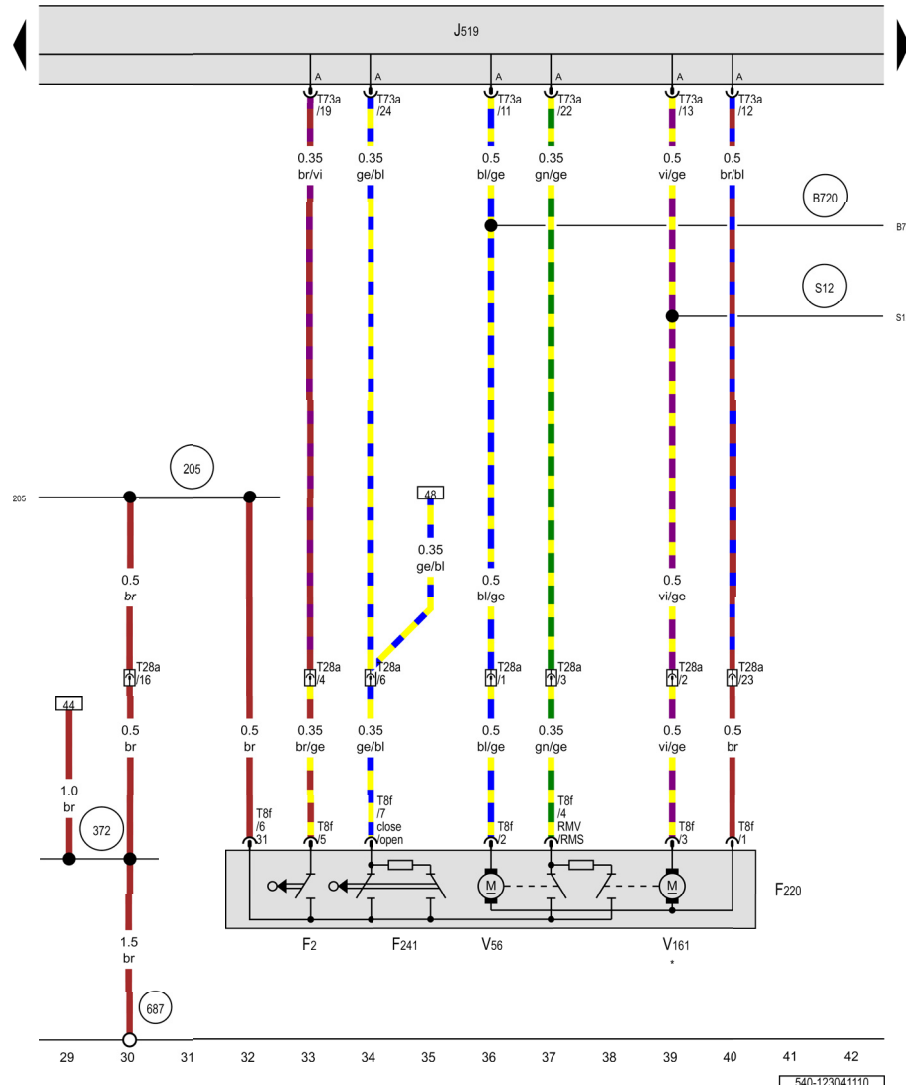 J519
A A A A A A
T73a /19
T73a /24
T73a /11
T73a /22
T73a /13
T73a /12
0.35 br/vi
0.35 ge/bl
0.5 bl/ge
0.35 gn/ge
0.5 vi/ge
0.5 br/bl
B720
B7
S12
S1
205
205
48
0.35 ge/bl
0.5 br
0.5 bl/ge
0.5 vi/ge
T28a /16
T28a /4
T28a /6
T28a /1
T28a /3
T28a /2
T28a /23
44
0.5 br
0.5 br
0.35 br/ge
0.35 ge/bl
0.5 bl/ge
0.35 gn/ge
0.5 vi/ge
0.5 br
1.0 br
372
T8f /6 31
T8f /5
T8f /7 close /open
T8f /2
T8f /4 RMV /RMS
T8f /3
T8f /1
M
M
F220
F2
F241
V56
V161
*
1.5 br
687
29 30 31 32 33 34 35 36 37 38 39 40 41 42
540-123041110